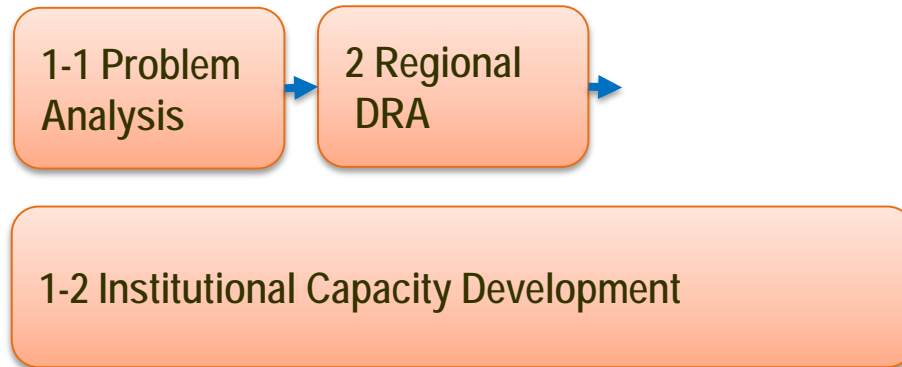 1-1 Problem
Analysis
2 Regional
DRA
1-2 Institutional Capacity Development